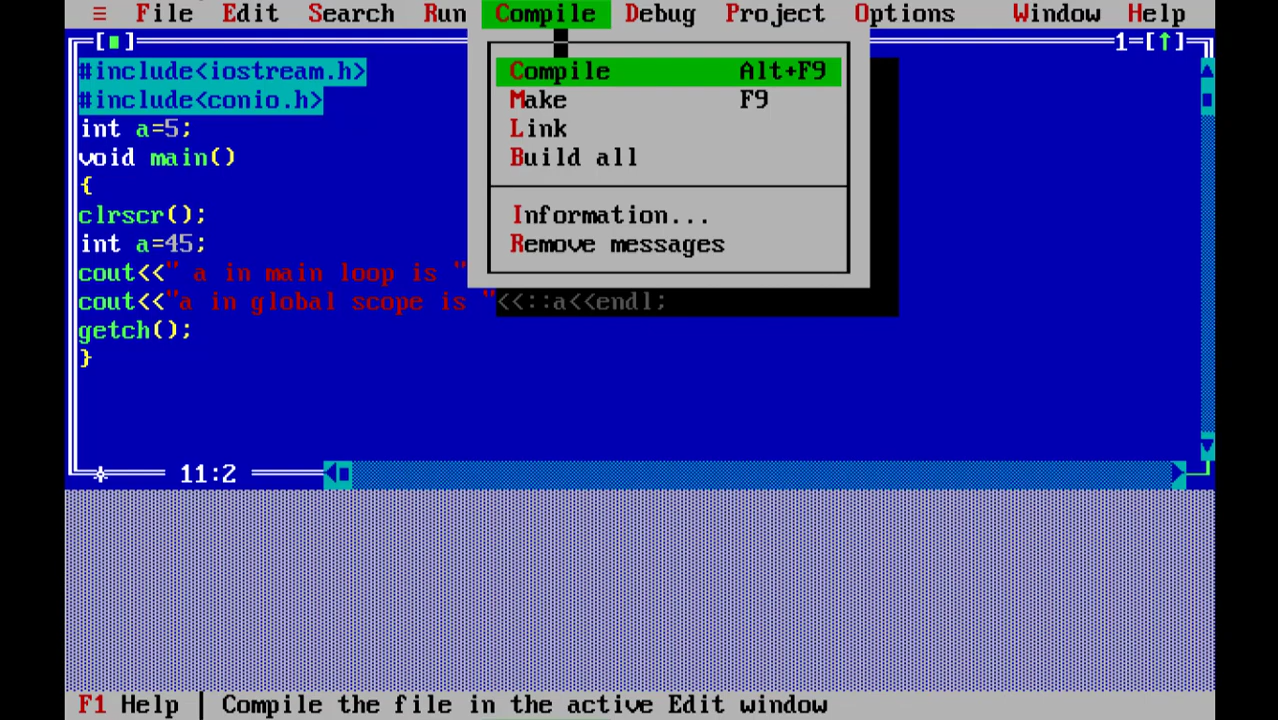 ≡ File Edit Search Run Compile Debug Project Options Window Help
[■] 1=[↑]
Compile Alt+F9
Make F9
Link
Build all
Information...
Remove messages
#include<iostream.h>
#include<conio.h>
int a=5;
void main()
{
clrscr();
int a=45;
cout<<" a in main loop is "
cout<<"a in global scope is "<<::a<<endl;
getch();
}
11:2
F1 Help | Compile the file in the active Edit window